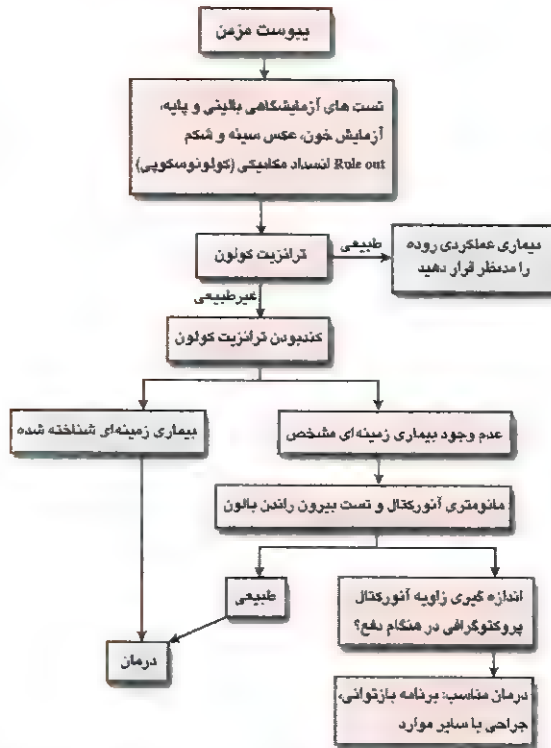 یبوست مزمن
تست های آزمایشگاهی بالینی و پایه،
آزمایش خون، عکس سینه و شکم
Rule out انسداد مکانیکی (کولونوسکوپی)
ترانزیت کولون
طبیعی
بیماری عملکردی روده
را مدنظر قرار دهید
غیرطبیعی
کندبودن ترانزیت کولون
بیماری زمینه‌ای شناخته شده
عدم وجود بیماری زمینه‌ای مشخص
مانومتری آنورکتال و تست بیرون راندن بالون
طبیعی
اندازه گیری زاویه آنورکتال
پروکتوگرافی در هنگام دفع؟
درمان
درمان مناسب: برنامه بازتوانی،
جراحی یا سایر موارد